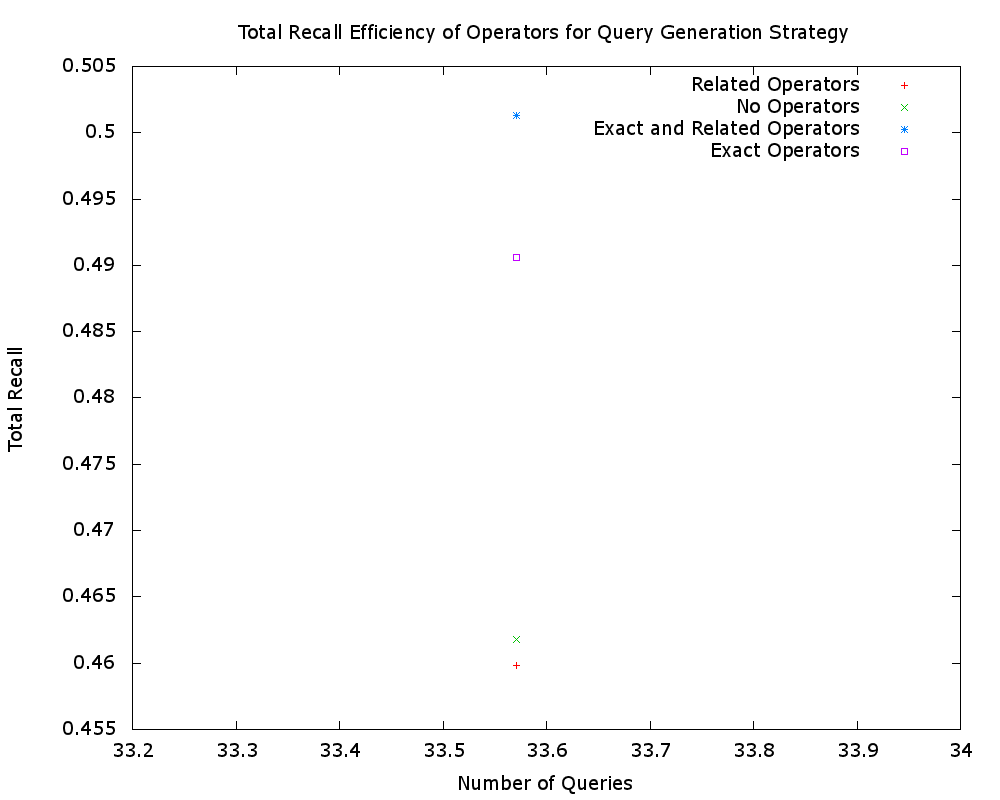 Total Recall Efficiency of Operators for Query Generation Strategy
0.505
0.5
0.495
0.49
0.485
0.48
0.475
0.47
0.465
0.46
0.455
Total Recall
Related Operators
No Operators
Exact and Related Operators
Exact Operators
33.2 33.3 33.4 33.5 33.6 33.7 33.8 33.9 34
Number of Queries